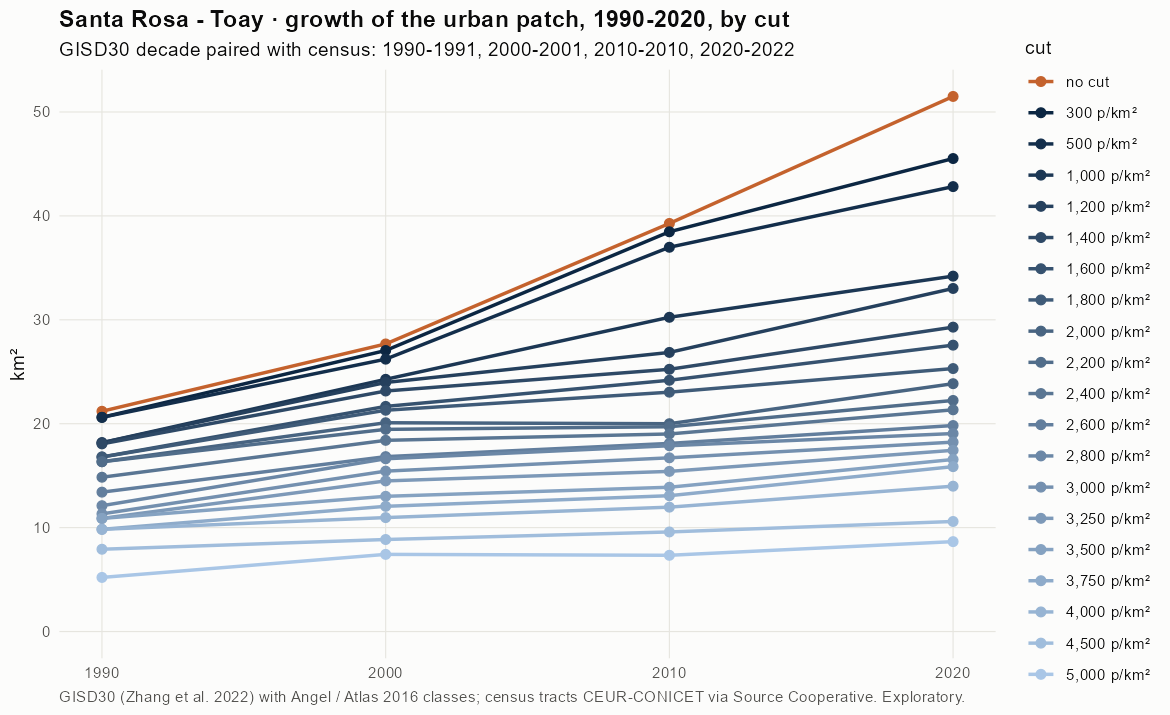 Santa Rosa - Toay · growth of the urban patch, 1990-2020, by cut
GISD30 decade paired with census: 1990-1991, 2000-2001, 2010-2010, 2020-2022
cut
no cut
300 p/km²
500 p/km²
1,000 p/km²
1,200 p/km²
1,400 p/km²
1,600 p/km²
1,800 p/km²
2,000 p/km²
2,200 p/km²
2,400 p/km²
2,600 p/km²
2,800 p/km²
3,000 p/km²
3,250 p/km²
3,500 p/km²
3,750 p/km²
4,000 p/km²
4,500 p/km²
5,000 p/km²
km²
50
40
30
20
10
0
1990
2000
2010
2020
GISD30 (Zhang et al. 2022) with Angel / Atlas 2016 classes; census tracts CEUR-CONICET via Source Cooperative. Exploratory.